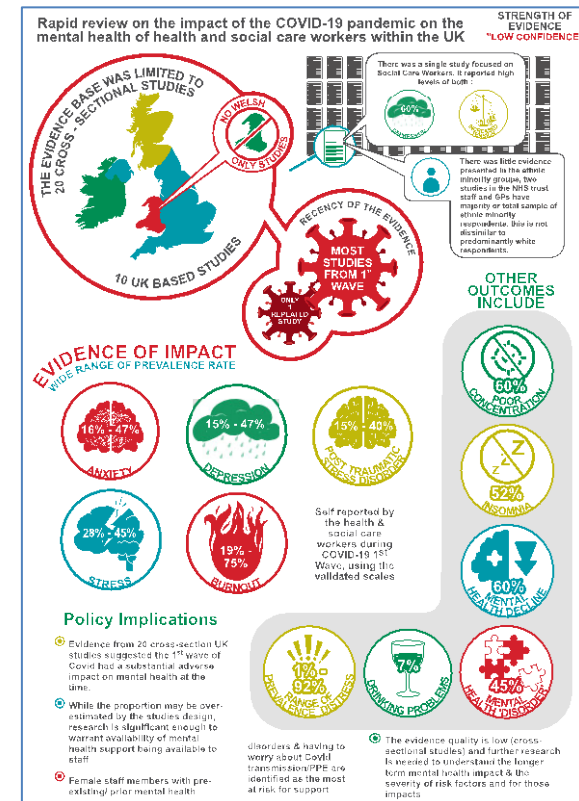 Rapid review on the impact of the COVID-19 pandemic on the
mental health of health and social care workers within the UK
STRENGTH OF
EVIDENCE
"LOW CONFIDENCE"
THE EVIDENCE BASE WAS LIMITED TO
20 CROSS - SECTIONAL STUDIES
10 UK BASED STUDIES
NO WELSH
ONLY STUDIES
There was a single study focused on
Social Care Workers. It reported high
levels of both :
60%
There was little evidence
presented in the ethnic
minority groups, two
studies in the NHS trust
staff and GPs have
majority or total sample of
ethnic minority
respondents. this is not
dissimilar to
predominantly white
respondents.
RECENCY OF THE EVIDENCE
MOST
STUDIES
FROM 1ST
WAVE
ONLY
1
REPEATED
STUDY
EVIDENCE OF IMPACT
WIDE RANGE OF PREVALENCE RATE
16% - 47%
ANXIETY
15% - 47%
DEPRESSION
15% - 40%
POST TRAUMATIC
STRESS DISORDER
28% - 45%
STRESS
19% -
75%
BURNOUT
Self reported by
the health &
social care
workers during
COVID-19 1ST
Wave, using the
validated scales
OTHER
OUTCOMES
INCLUDE
60%
POOR
CONCENTRATION
52%
INSOMNIA
60%
MENTAL
HEALTH DECLINE
45%
MENTAL
HEALTH 'DISORDER'
7%
DRINKING PROBLEMS
1% -
92%
RANGE OF
PREVALENCE DISTRESS
Policy Implications
Evidence from 20 cross-section UK
studies suggested the 1st wave of
Covid had a substantial adverse
impact on mental health at the
time.
While the proportion may be over-
estimated by the studies design,
research is significant enough to
warrant availability of mental
health support being available to
staff
Female staff members with pre-
existing/ prior mental health
disorders & having to
worry about Covid
transmission/PPE are
identified as the most
at risk for support
The evidence quality is low (cross-
sectional studies) and further research
is needed to understand the longer
term mental health impact & the
severity of risk factors and for those
impacts